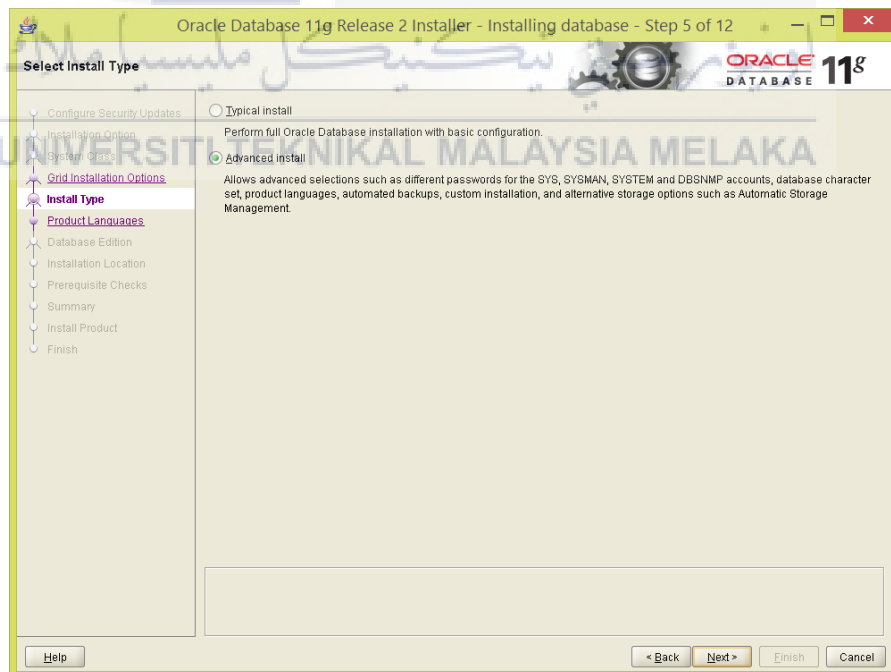 Oracle Database 11g Release 2 Installer - Installing database - Step 5 of 12
Select Install Type
ORACLE
DATABASE
11g
اونيۏرسيتي تيكنيكل مليسيا ملاك
UNIVERSITI TEKNIKAL MALAYSIA MELAKA
Configure Security Updates
Installation Option
System Class
Grid Installation Options
Install Type
Product Languages
Database Edition
Installation Location
Prerequisite Checks
Summary
Install Product
Finish
Typical install
Perform full Oracle Database installation with basic configuration.
Advanced install
Allows advanced selections such as different passwords for the SYS, SYSMAN, SYSTEM and DBSNMP accounts, database character
set, product languages, automated backups, custom installation, and alternative storage options such as Automatic Storage
Management.
Help
< Back
Next >
Finish
Cancel